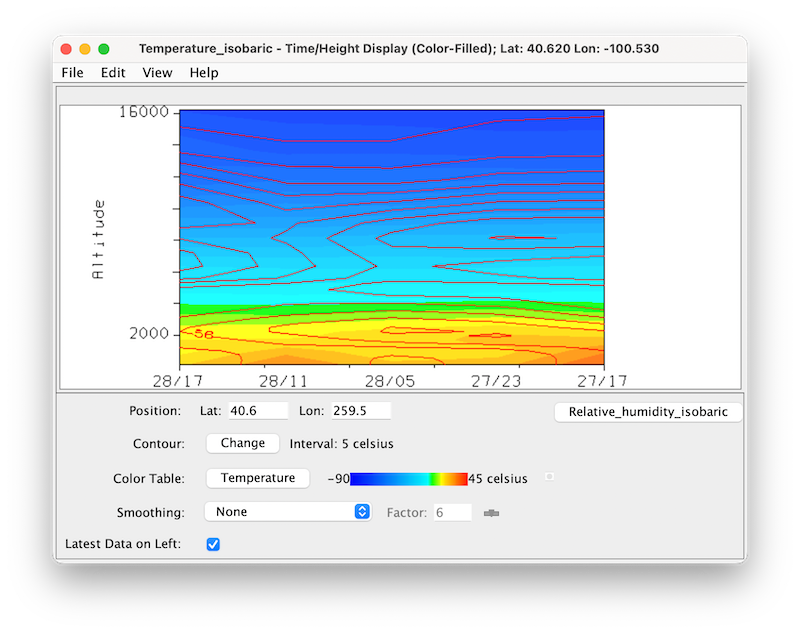 Temperature_isobaric - Time/Height Display (Color-Filled); Lat: 40.620 Lon: -100.530
File Edit View Help
16000
Altitude
56
2000
28/17 28/11 28/05 27/23 27/17
Position: Lat: 40.6 Lon: 259.5 Relative_humidity_isobaric
Contour: Change Interval: 5 celsius
Color Table: Temperature -90 45 celsius
Smoothing: None Factor: 6
Latest Data on Left: